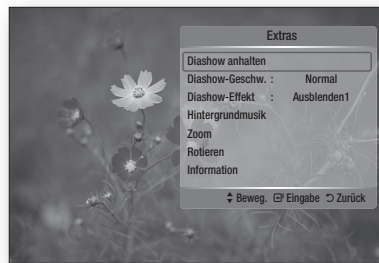 Extras
Diashow anhalten
Diashow-Geschw. : Normal
Diashow-Effekt : Ausblenden1
Hintergrundmusik
Zoom
Rotieren
Information
Beweg. Eingabe Zurück